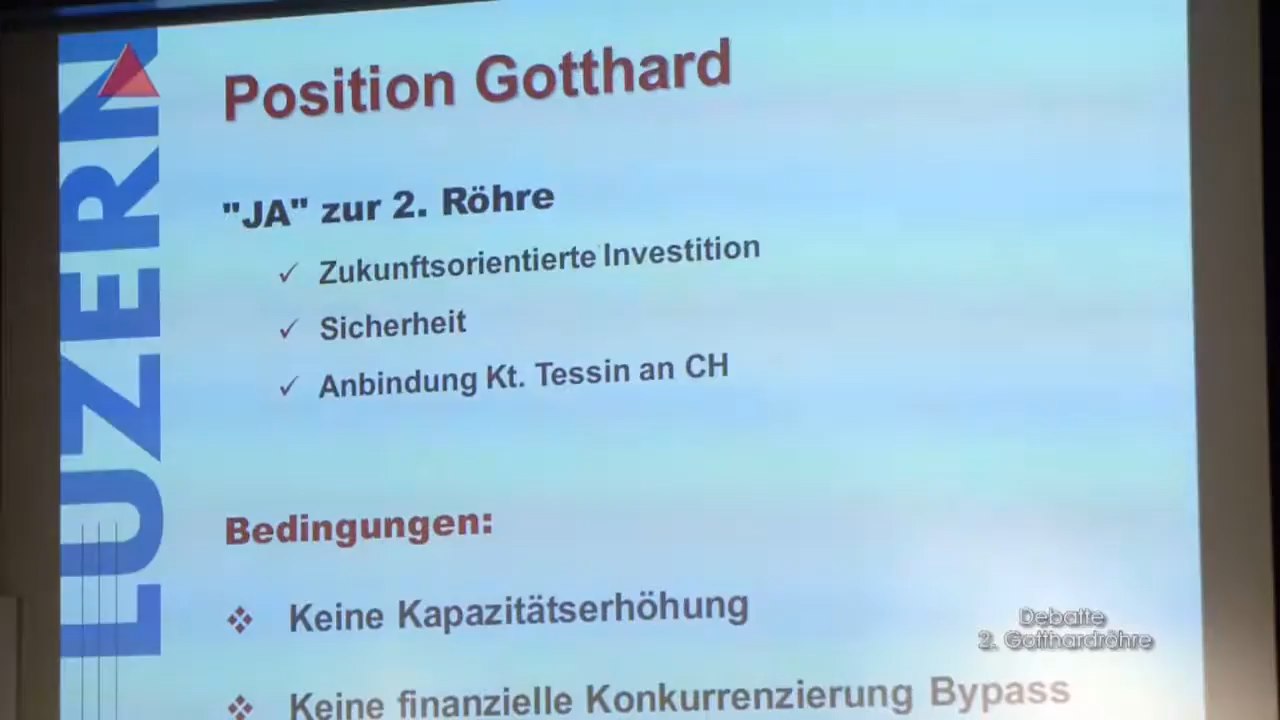 LUZERN
Position Gotthard
"JA" zur 2. Röhre
✓ Zukunftsorientierte Investition
✓ Sicherheit
✓ Anbindung Kt. Tessin an CH
Bedingungen:
❖ Keine Kapazitätserhöhung
❖ Keine finanzielle Konkurrenzierung Bypass
Debatte
2. Gotthardröhre